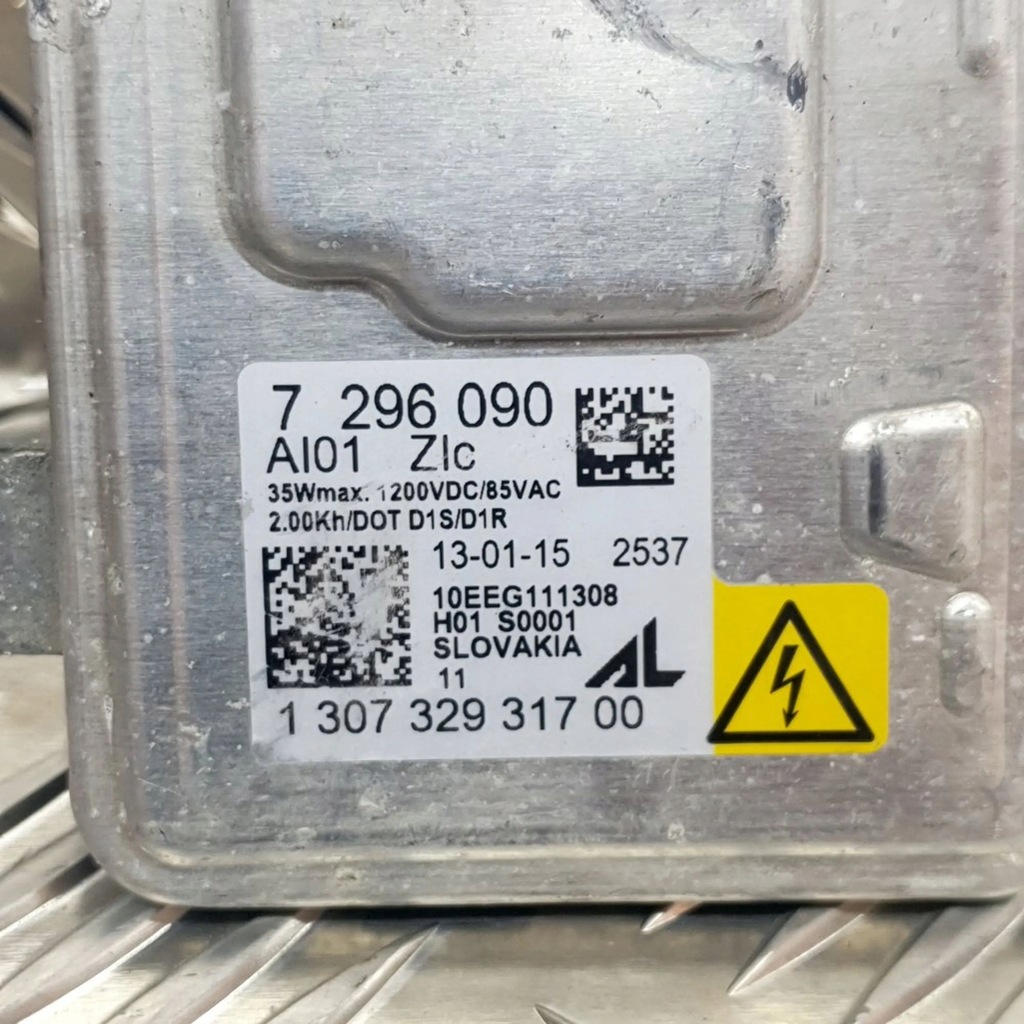 7 296 090
AI01 ZIc
35Wmax. 1200VDC/85VAC
2.00Kh/DOT D1S/D1R
13-01-15 2537
10EEG111308
H01 S0001
SLOVAKIA
11
AL
1 307 329 317 00